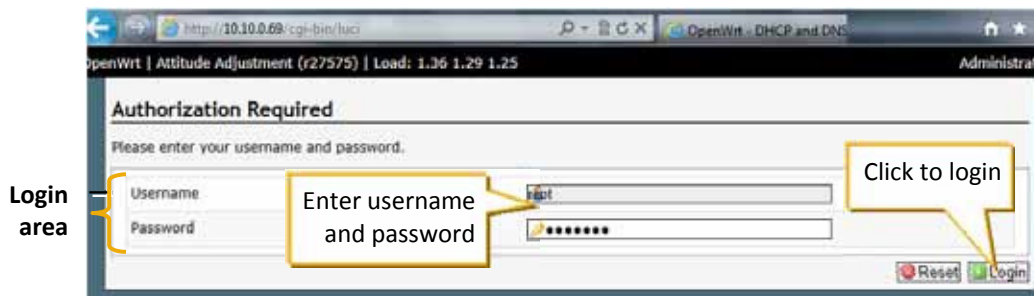 http://10.10.0.69/cgi-bin/luci
OpenWrt - DHCP and DNS
OpenWrt | Attitude Adjustment (r27575) | Load: 1.36 1.29 1.25
Administrat
Authorization Required
Please enter your username and password.
Login area
Username
Password
Enter username and password
•••••••
Click to login
Reset
Login